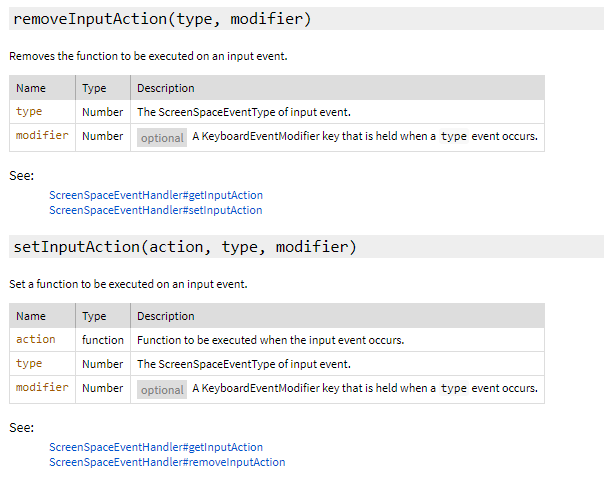 removeInputAction(type, modifier)
Removes the function to be executed on an input event.
Name Type Description
type Number The ScreenSpaceEventType of input event.
modifier Number optional A KeyboardEventModifier key that is held when a type event occurs.
See:
ScreenSpaceEventHandler#getInputAction
ScreenSpaceEventHandler#setInputAction
setInputAction(action, type, modifier)
Set a function to be executed on an input event.
Name Type Description
action function Function to be executed when the input event occurs.
type Number The ScreenSpaceEventType of input event.
modifier Number optional A KeyboardEventModifier key that is held when a type event occurs.
See:
ScreenSpaceEventHandler#getInputAction
ScreenSpaceEventHandler#removeInputAction